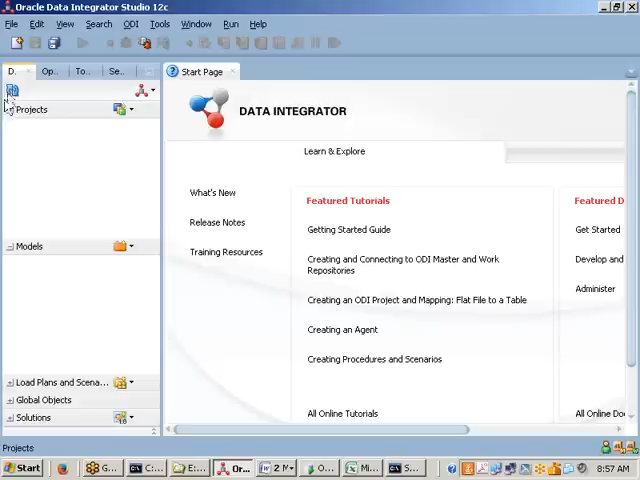 Oracle Data Integrator Studio 12c
File Edit View Search ODI Tools Window Run Help
D. Op.. To... Se...
Start Page
Projects
DATA INTEGRATOR
Learn & Explore
What's New
Release Notes
Training Resources
Featured Tutorials
Getting Started Guide
Creating and Connecting to ODI Master and Work
Repositories
Creating an ODI Project and Mapping: Flat File to a Table
Creating an Agent
Creating Procedures and Scenarios
All Online Tutorials
Featured D
Get Started
Develop and
Administer
All Online Doc
Models
Load Plans and Scena...
Global Objects
Solutions
Projects
Start G... C:... E:... Or... 2 M O... Mi... S... 8:57 AM